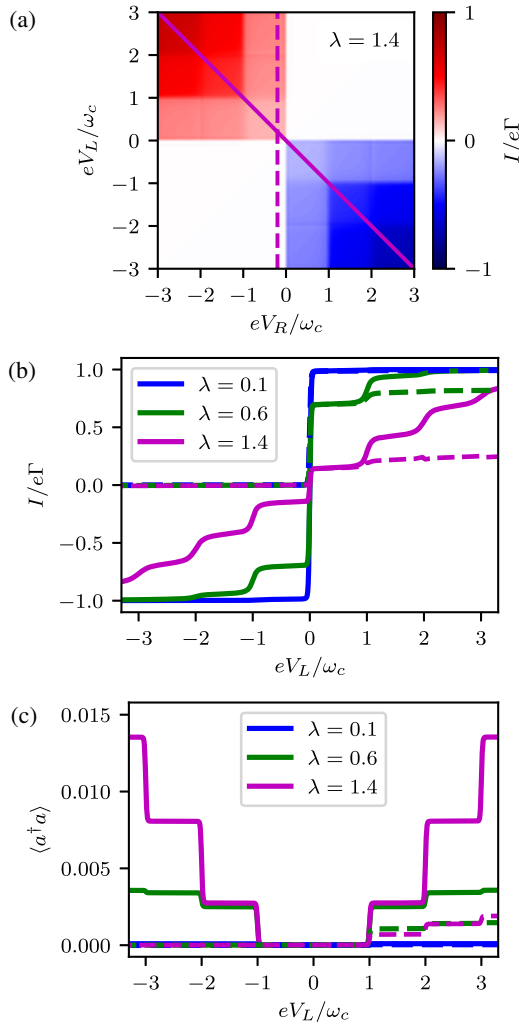 (a)
λ = 1.4
eV_L/ω_c
3
2
1
0
−1
−2
−3
−3 −2 −1 0 1 2 3
eV_R/ω_c
1
0
−1
I/eΓ
(b)
λ = 0.1
λ = 0.6
λ = 1.4
I/eΓ
1.0
0.5
0.0
−0.5
−1.0
−3 −2 −1 0 1 2 3
eV_L/ω_c
(c)
λ = 0.1
λ = 0.6
λ = 1.4
⟨a†a⟩
0.015
0.010
0.005
0.000
−3 −2 −1 0 1 2 3
eV_L/ω_c